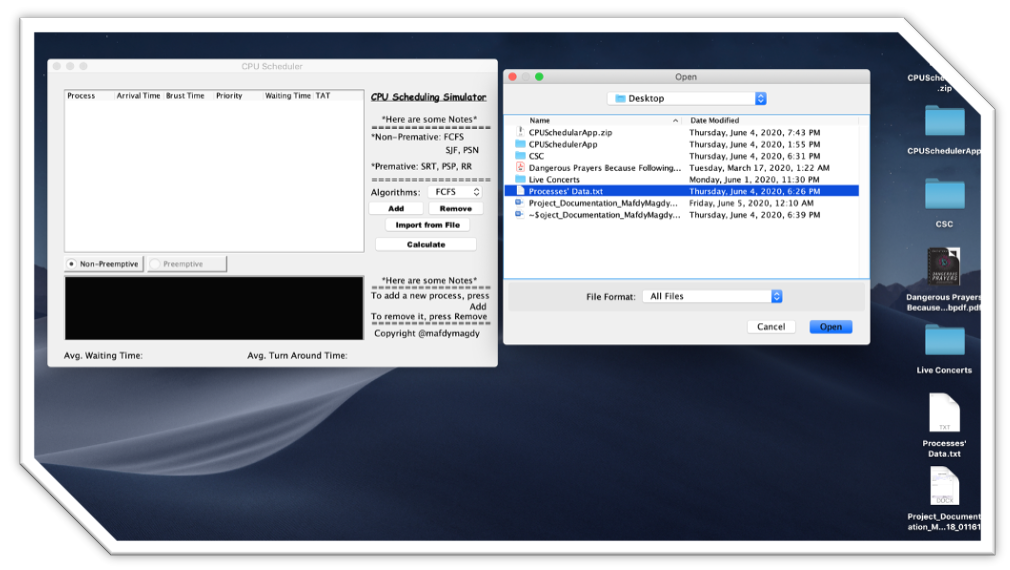 CPU Scheduler
Process Arrival Time Brust Time Priority Waiting Time TAT
CPU Scheduling Simulator
*Here are some Notes*
====================
*Non-Premative: FCFS
SJF, PSN
*Premative: SRT, PSP, RR
====================
Algorithms: FCFS
Add Remove
Import from File
Calculate
Non-Preemptive Preemptive
*Here are some Notes*
====================
To add a new process, press
Add
To remove it, press Remove
====================
Copyright @mafdymagdy
Avg. Waiting Time: Avg. Turn Around Time:
Open
Desktop
Name Date Modified
CPUSchedularApp.zip Thursday, June 4, 2020, 7:43 PM
CPUSchedulerApp Thursday, June 4, 2020, 1:55 PM
CSC Thursday, June 4, 2020, 6:31 PM
Dangerous Prayers Because Following... Tuesday, March 17, 2020, 1:22 AM
Live Concerts Monday, June 1, 2020, 11:30 PM
Processes' Data.txt Thursday, June 4, 2020, 6:26 PM
Project_Documentation_MafdyMagdy... Friday, June 5, 2020, 12:10 AM
~$oject_Documentation_MafdyMagdy... Thursday, June 4, 2020, 6:39 PM
File Format: All Files
Cancel Open
CPUSche
.zip
CPUSchedulerApp
CSC
DANGEROUS
PRAYERS
Dangerous Prayers
Because...bpdf.pdf
Live Concerts
TXT
Processes'
Data.txt
DOCX
Project_Document
ation_M...18_01161